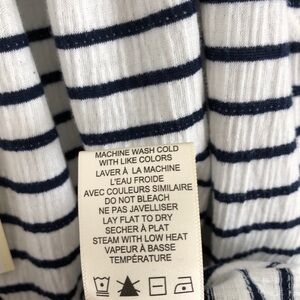 MACHINE WASH COLD
WITH LIKE COLORS
LAVER À LA MACHINE
L'EAU FROIDE
AVEC COULEURS SIMILAIRE
DO NOT BLEACH
NE PAS JAVELLISER
LAY FLAT TO DRY
SECHER À PLAT
STEAM WITH LOW HEAT
VAPEUR À BASSE
TEMPÉRATURE